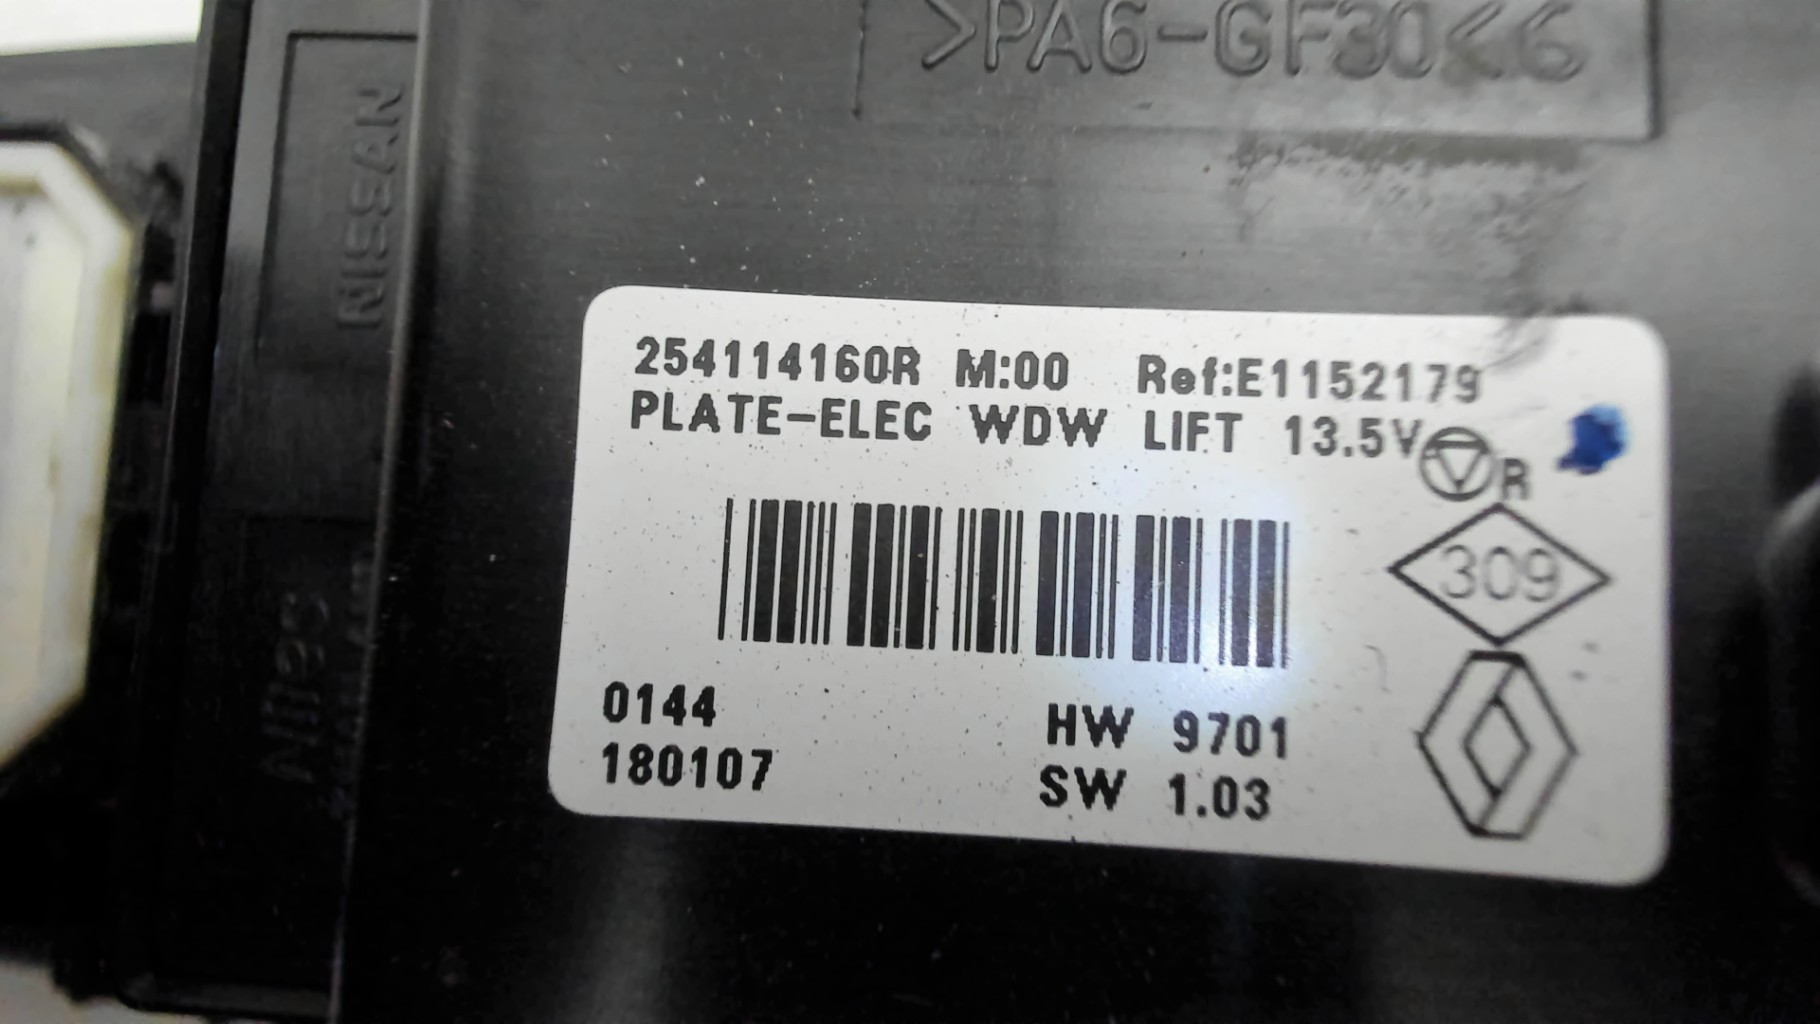 >PA6-GF30<6
NISSAN
254114160R M:00 Ref:E1152179
PLATE-ELEC WDW LIFT 13.5V
R
309
0144
180107
HW 9701
SW 1.03